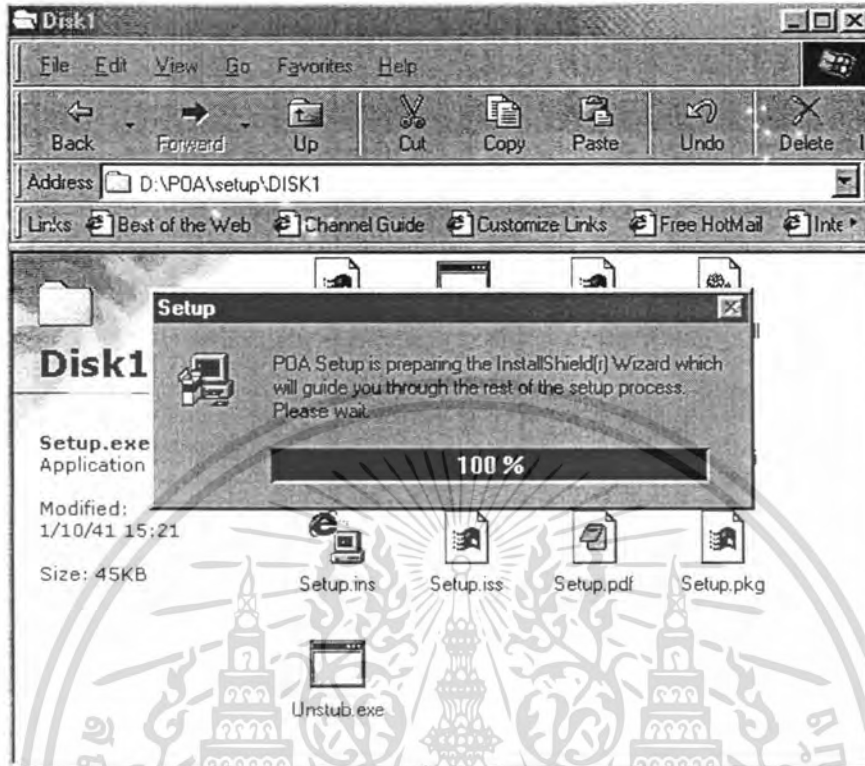 Disk1
File Edit View Go Favorites Help
Back Forward Up Cut Copy Paste Undo Delete
Address D:\POA\setup\DISK1
Links Best of the Web Channel Guide Customize Links Free HotMail Inte
Setup
POA Setup is preparing the InstallShield(r) Wizard which
will guide you through the rest of the setup process.
Please wait.
100 %
Disk1
Setup.exe
Application
Modified:
1/10/41 15:21
Size: 45KB
Setup.ins Setup.iss Setup.pdf Setup.pkg
Unstub.exe